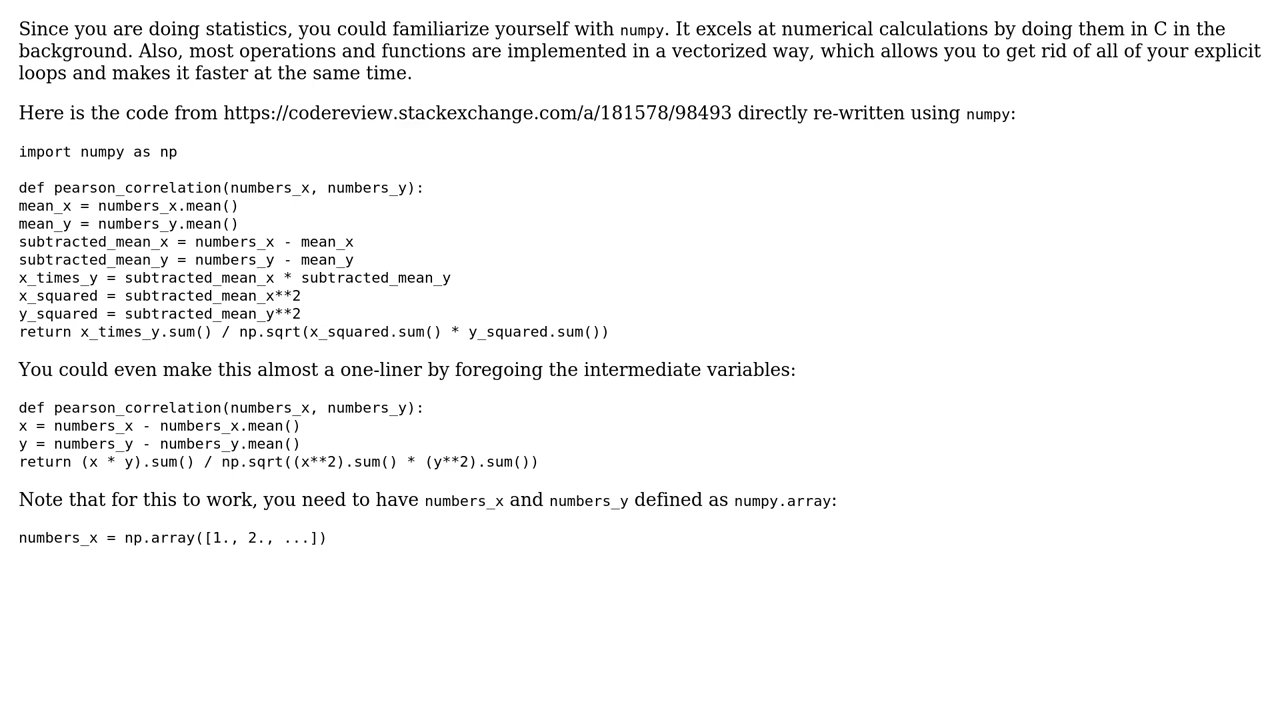 Since you are doing statistics, you could familiarize yourself with numpy. It excels at numerical calculations by doing them in C in the
background. Also, most operations and functions are implemented in a vectorized way, which allows you to get rid of all of your explicit
loops and makes it faster at the same time.
Here is the code from https://codereview.stackexchange.com/a/181578/98493 directly re-written using numpy:
import numpy as np
def pearson_correlation(numbers_x, numbers_y):
mean_x = numbers_x.mean()
mean_y = numbers_y.mean()
subtracted_mean_x = numbers_x - mean_x
subtracted_mean_y = numbers_y - mean_y
x_times_y = subtracted_mean_x * subtracted_mean_y
x_squared = subtracted_mean_x**2
y_squared = subtracted_mean_y**2
return x_times_y.sum() / np.sqrt(x_squared.sum() * y_squared.sum())
You could even make this almost a one-liner by foregoing the intermediate variables:
def pearson_correlation(numbers_x, numbers_y):
x = numbers_x - numbers_x.mean()
y = numbers_y - numbers_y.mean()
return (x * y).sum() / np.sqrt((x**2).sum() * (y**2).sum())
Note that for this to work, you need to have numbers_x and numbers_y defined as numpy.array:
numbers_x = np.array([1., 2., ...])